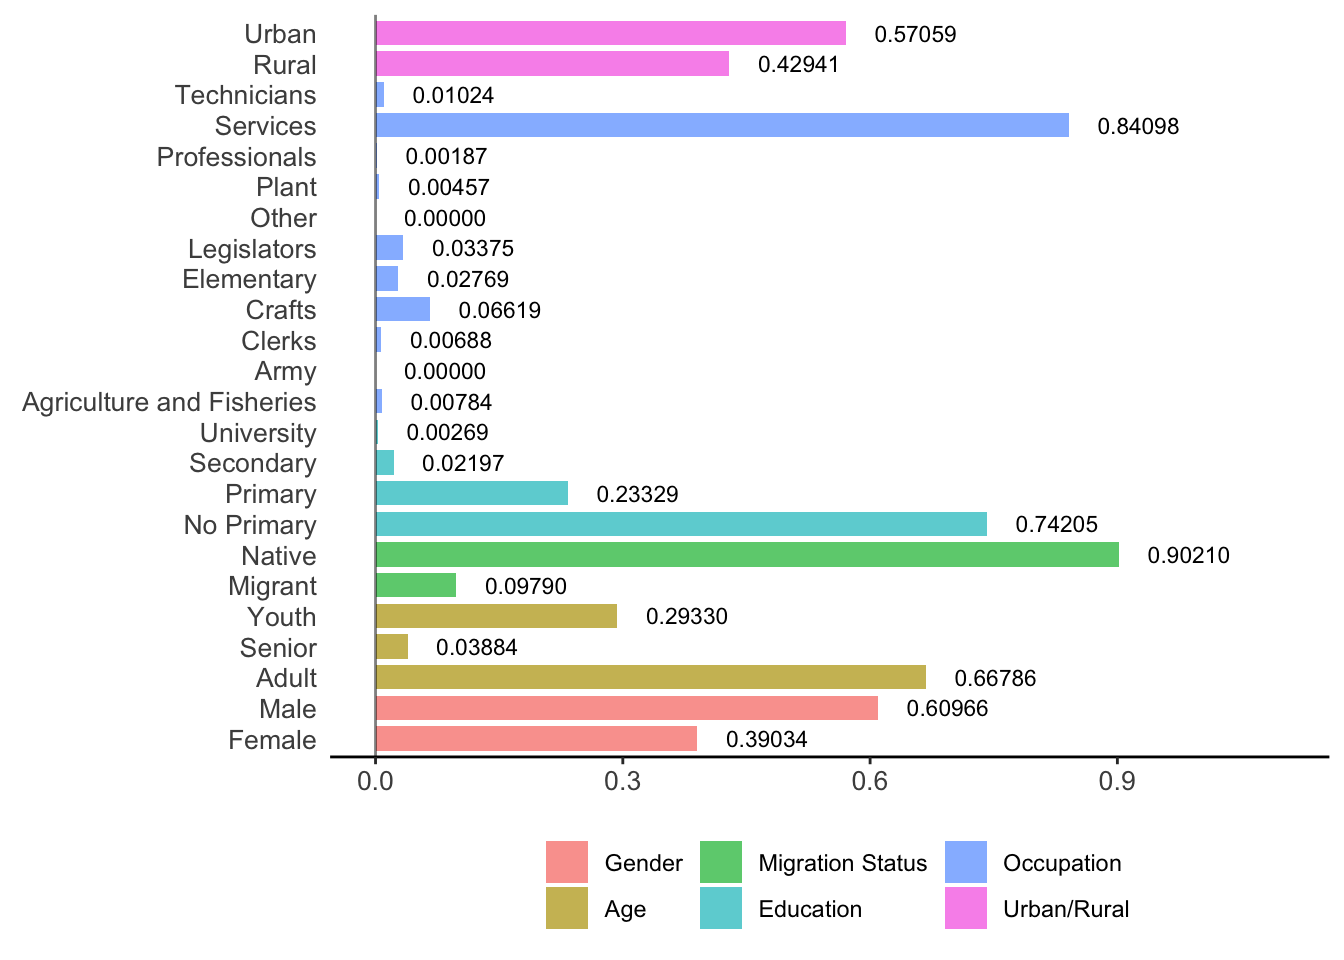 Urban 0.57059
Rural 0.42941
Technicians 0.01024
Services 0.84098
Professionals 0.00187
Plant 0.00457
Other 0.00000
Legislators 0.03375
Elementary 0.02769
Crafts 0.06619
Clerks 0.00688
Army 0.00000
Agriculture and Fisheries 0.00784
University 0.00269
Secondary 0.02197
Primary 0.23329
No Primary 0.74205
Native 0.90210
Migrant 0.09790
Youth 0.29330
Senior 0.03884
Adult 0.66786
Male 0.60966
Female 0.39034
0.0 0.3 0.6 0.9
Gender Migration Status Occupation
Age Education Urban/Rural